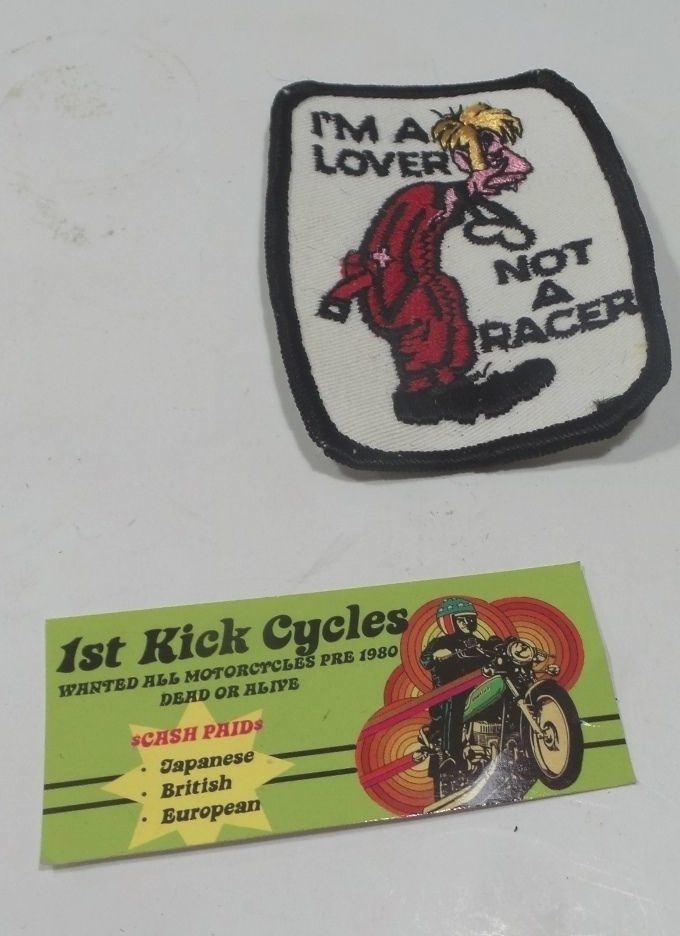 I'M A
LOVER
NOT
A
RACER
1st Kick Cycles
WANTED ALL MOTORCYCLES PRE 1980
DEAD OR ALIVE
$CASH PAID$
· Japanese
· British
· European